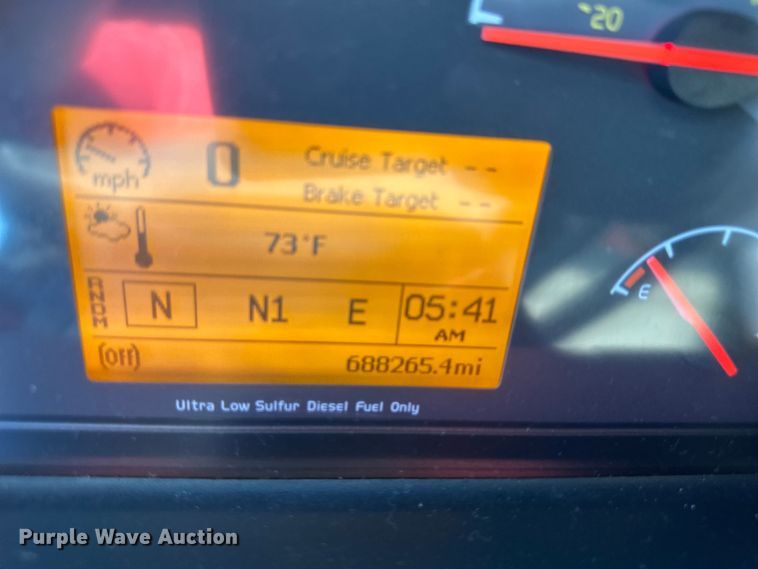 -20
0 Cruise Target --
mph Brake Target --
73°F
RNDM N N1 E 05:41
AM
(OFF) 688265.4mi
E
Ultra Low Sulfur Diesel Fuel Only
Purple Wave Auction